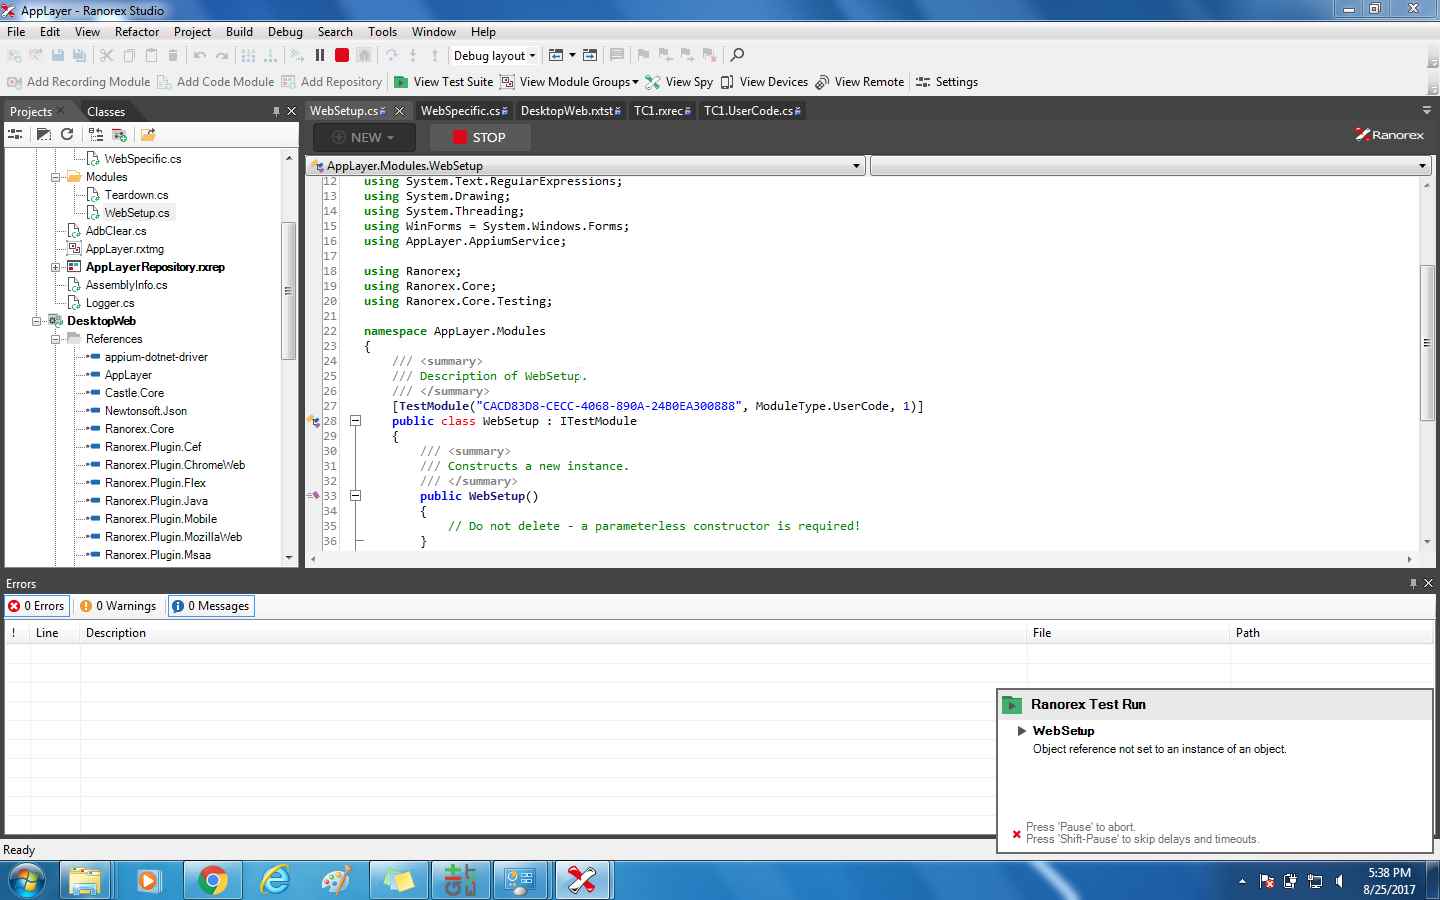 AppLayer - Ranorex Studio
File Edit View Refactor Project Build Debug Search Tools Window Help
Debug layout
Add Recording Module Add Code Module Add Repository View Test Suite View Module Groups View Spy View Devices View Remote Settings
Projects Classes
WebSetup.cs WebSpecific.cs DesktopWeb.rxtst TC1.rxrec TC1.UserCode.cs
NEW STOP Ranorex
AppLayer.Modules.WebSetup
WebSpecific.cs
Modules
Teardown.cs
WebSetup.cs
AdbClear.cs
AppLayer.rxtmg
AppLayerRepository.rxrep
AssemblyInfo.cs
Logger.cs
DesktopWeb
References
appium-dotnet-driver
AppLayer
Castle.Core
Newtonsoft.Json
Ranorex.Core
Ranorex.Plugin.Cef
Ranorex.Plugin.ChromeWeb
Ranorex.Plugin.Flex
Ranorex.Plugin.Java
Ranorex.Plugin.Mobile
Ranorex.Plugin.MozillaWeb
Ranorex.Plugin.Msaa
12 using System.Text.RegularExpressions;
13 using System.Drawing;
14 using System.Threading;
15 using WinForms = System.Windows.Forms;
16 using AppLayer.AppiumService;
17
18 using Ranorex;
19 using Ranorex.Core;
20 using Ranorex.Core.Testing;
21
22 namespace AppLayer.Modules
23 {
24 /// <summary>
25 /// Description of WebSetup.
26 /// </summary>
27 [TestModule("CACD83D8-CECC-4068-890A-24B0EA300888", ModuleType.UserCode, 1)]
28 public class WebSetup : ITestModule
29 {
30 /// <summary>
31 /// Constructs a new instance.
32 /// </summary>
33 public WebSetup()
34 {
35 // Do not delete - a parameterless constructor is required!
36 }
Errors
0 Errors 0 Warnings 0 Messages
! Line Description File Path
Ranorex Test Run
WebSetup
Object reference not set to an instance of an object.
Press 'Pause' to abort.
Press 'Shift-Pause' to skip delays and timeouts.
Ready
5:38 PM
8/25/2017